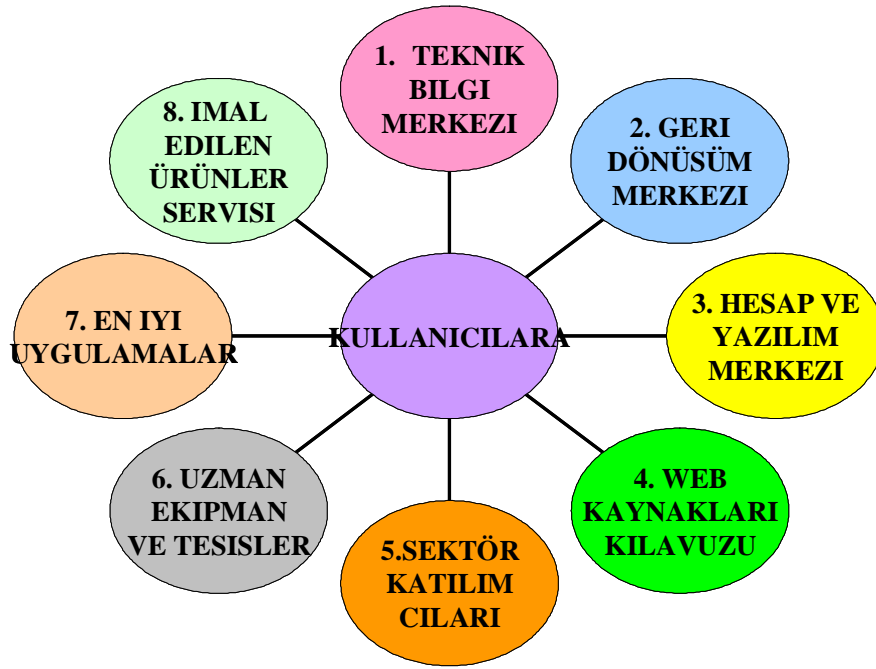 1. TEKNIK
BILGI
MERKEZI
2. GERI
DÖNÜSÜM
MERKEZI
3. HESAP VE
YAZILIM
MERKEZI
4. WEB
KAYNAKLARI
KILAVUZU
5.SEKTÖR
KATILIM
CILARI
6. UZMAN
EKIPMAN
VE TESISLER
7. EN IYI
UYGULAMALAR
8. IMAL
EDILEN
ÜRÜNLER
SERVISI
KULLANICILARA